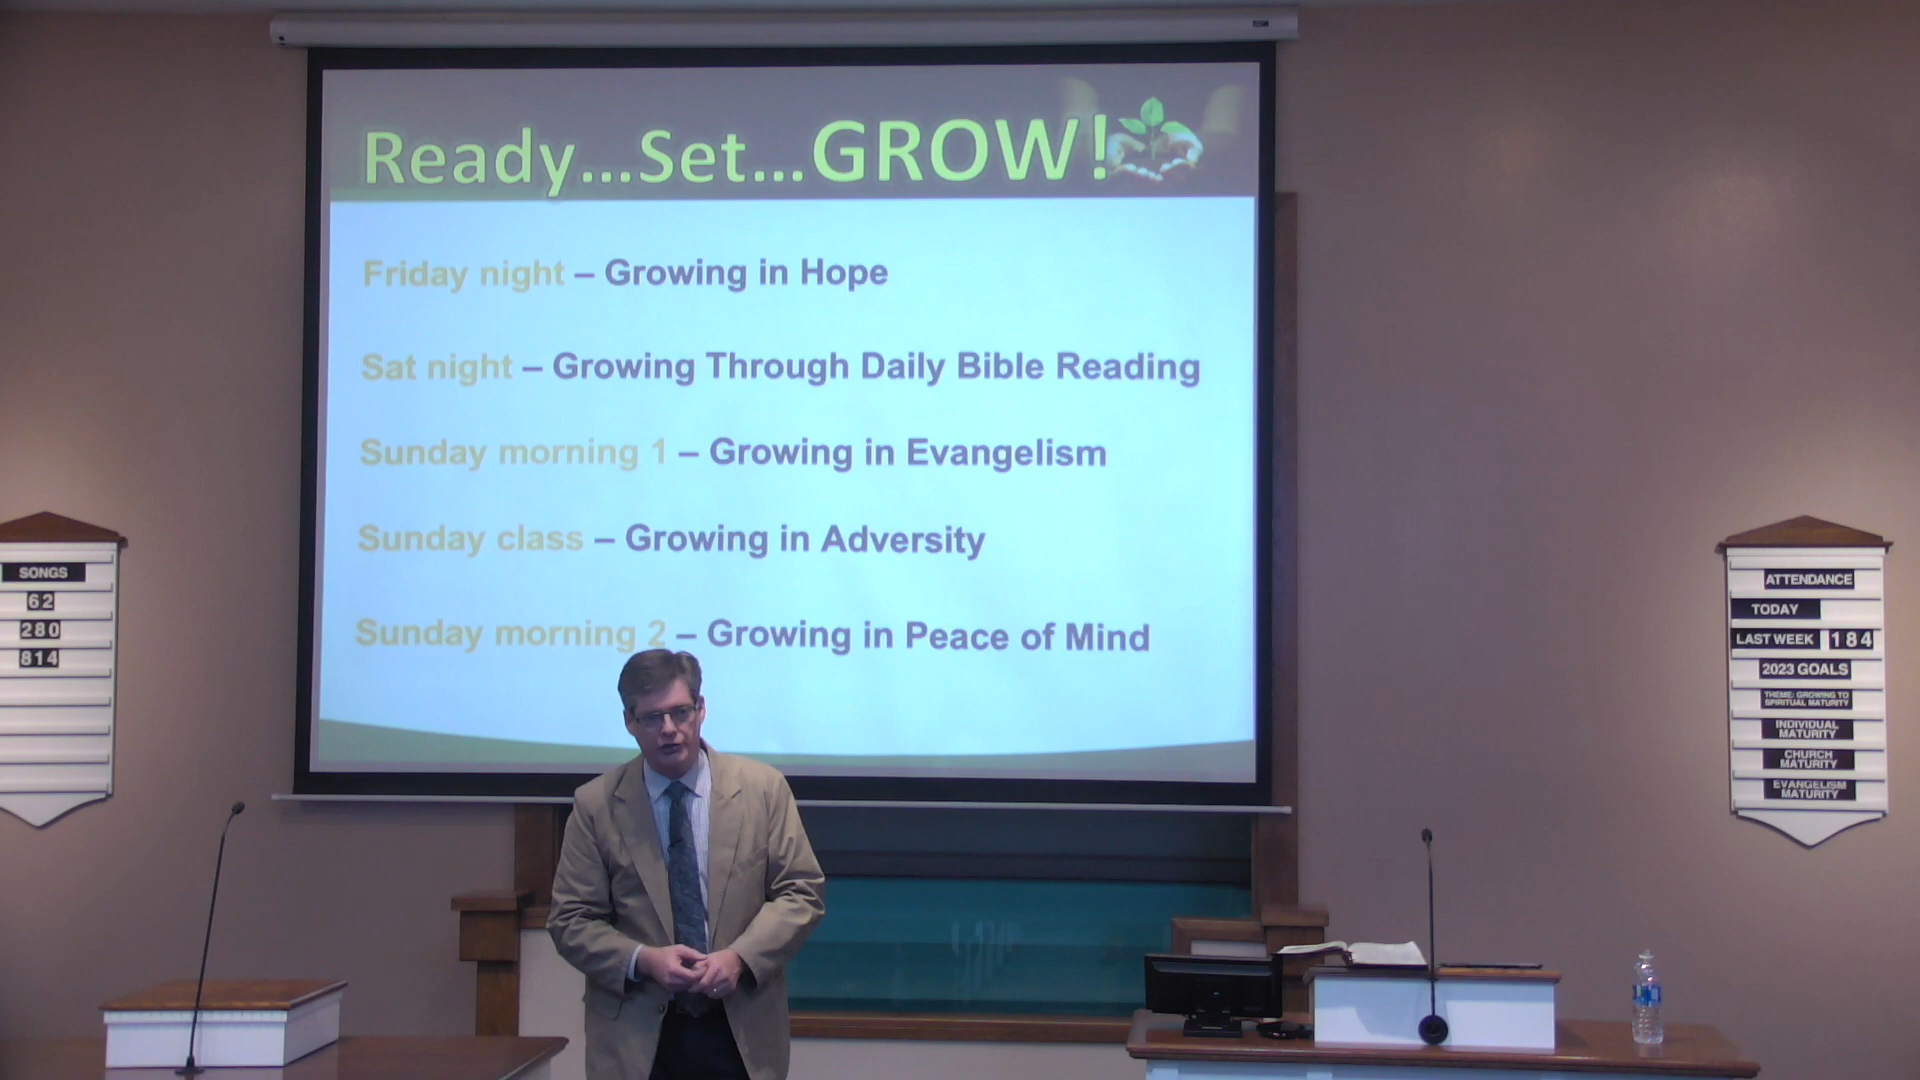 Ready...Set...GROW!
Friday night – Growing in Hope
Sat night – Growing Through Daily Bible Reading
Sunday morning 1 – Growing in Evangelism
Sunday class – Growing in Adversity
Sunday morning 2 – Growing in Peace of Mind
SONGS
62
280
814
ATTENDANCE
TODAY
LAST WEEK 184
2023 GOALS
THEME: GROWING TO
SPIRITUAL MATURITY
INDIVIDUAL
MATURITY
CHURCH
MATURITY
EVANGELISM
MATURITY